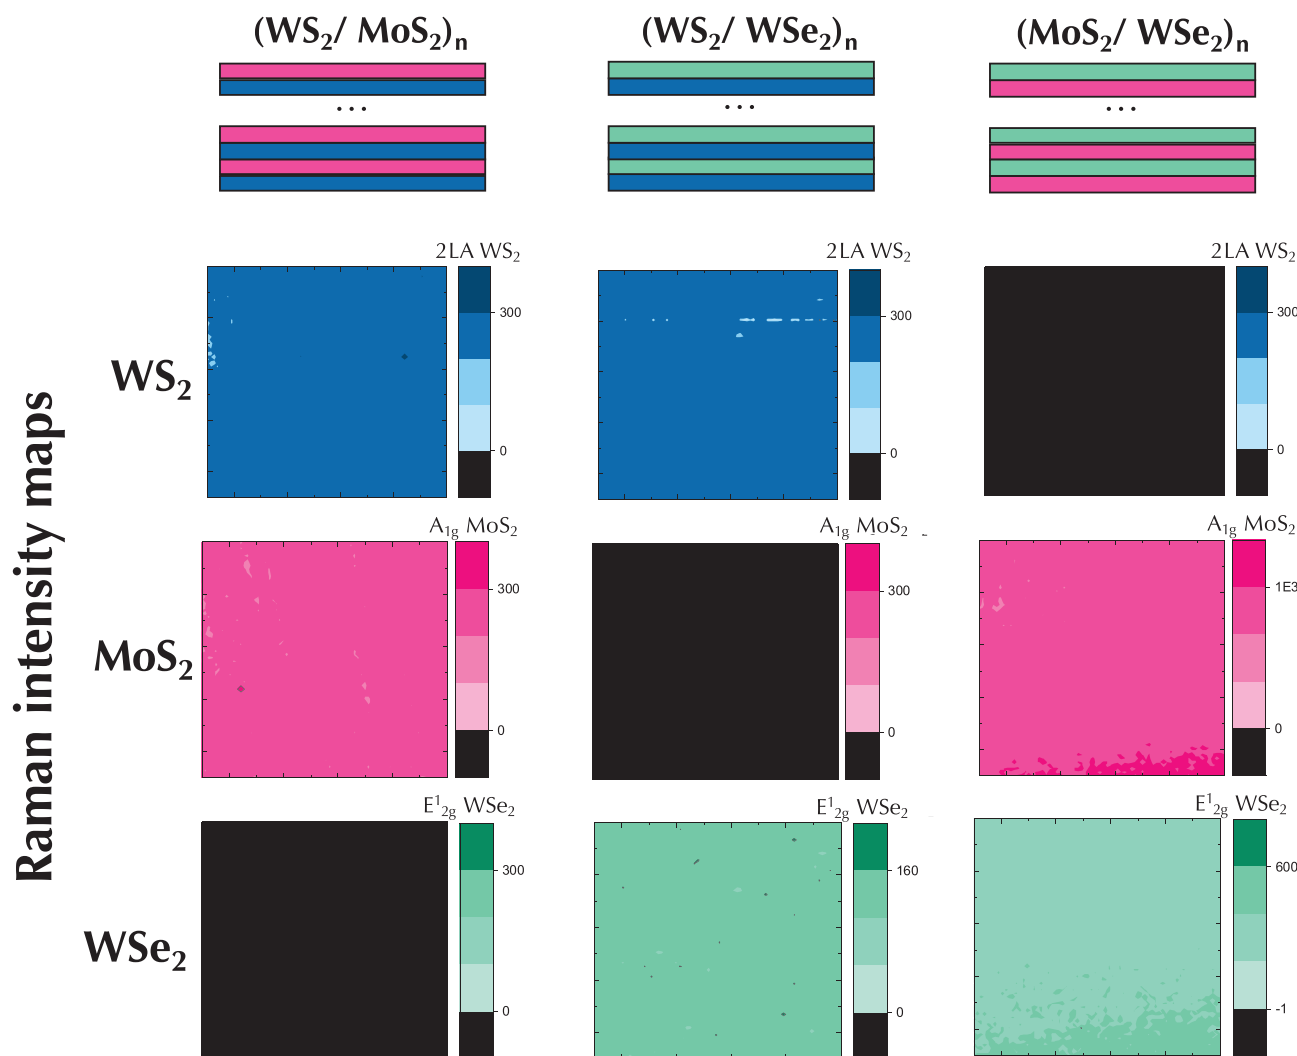 (WS₂/ MoS₂)ₙ
(WS₂/ WSe₂)ₙ
(MoS₂/ WSe₂)ₙ
...
...
...
Raman intensity maps
WS₂
2LA WS₂
300
0
2LA WS₂
300
0
2LA WS₂
300
0
MoS₂
A₁g MoS₂
300
0
A₁g MoS₂
300
0
A₁g MoS₂
1E3
0
WSe₂
E¹₂g WSe₂
300
0
E¹₂g WSe₂
160
0
E¹₂g WSe₂
600
-1